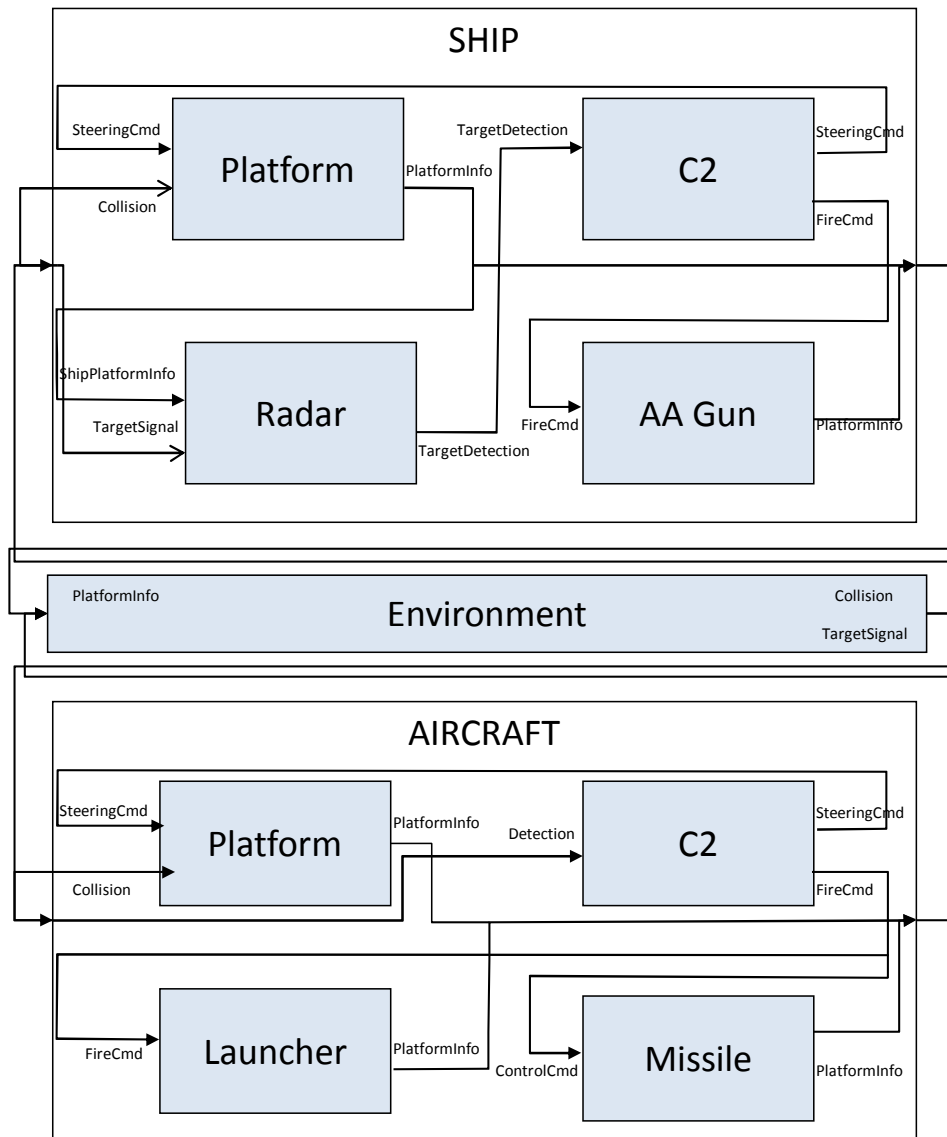 SHIP
SteeringCmd
Platform
PlatformInfo
Collision
TargetDetection
C2
SteeringCmd
FireCmd
ShipPlatformInfo
TargetSignal
Radar
TargetDetection
FireCmd
AA Gun
PlatformInfo
PlatformInfo
Environment
Collision
TargetSignal
AIRCRAFT
SteeringCmd
Platform
PlatformInfo
Collision
Detection
C2
SteeringCmd
FireCmd
FireCmd
Launcher
PlatformInfo
ControlCmd
Missile
PlatformInfo